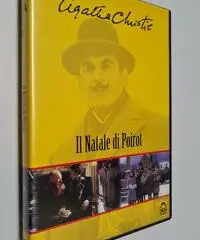 Agatha Christie
Il Natale di Poirot